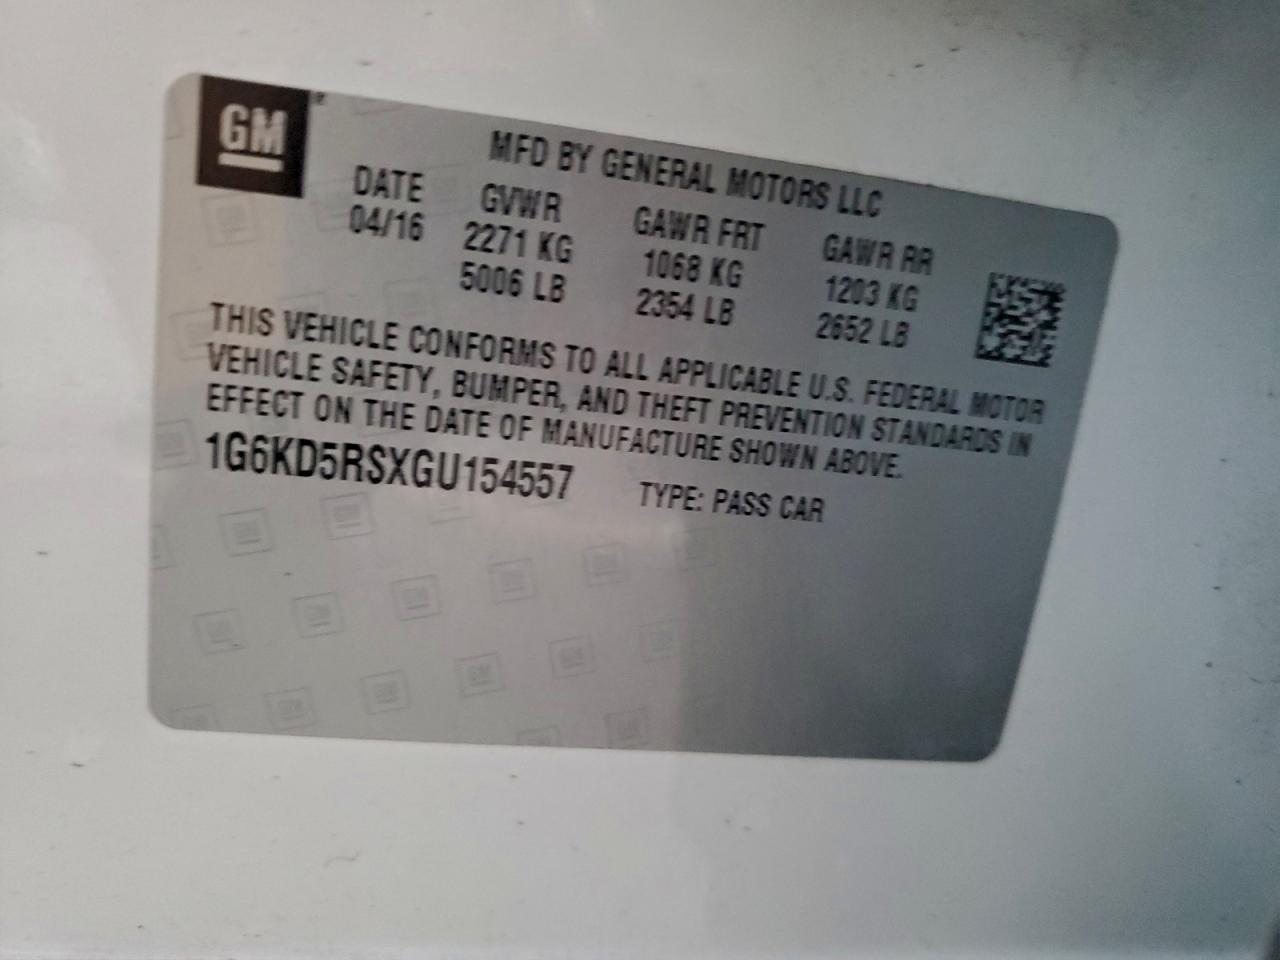 GM
MFD BY GENERAL MOTORS LLC
DATE GVWR GAWR FRT GAWR RR
04/16 2271 KG 1068 KG 1203 KG
5006 LB 2354 LB 2652 LB
THIS VEHICLE CONFORMS TO ALL APPLICABLE U.S. FEDERAL MOTOR
VEHICLE SAFETY, BUMPER, AND THEFT PREVENTION STANDARDS IN
EFFECT ON THE DATE OF MANUFACTURE SHOWN ABOVE.
1G6KD5RSXGU154557 TYPE: PASS CAR